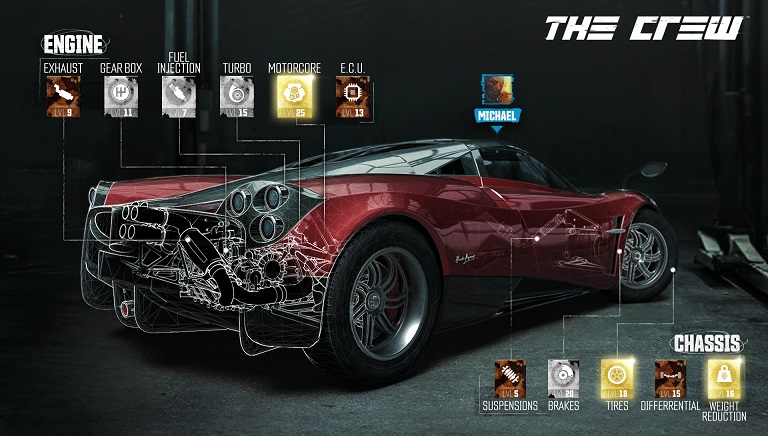 THE CREW
ENGINE
EXHAUST
GEAR BOX
FUEL
INJECTION
TURBO
MOTORCORE
E.C.U.
LVL 9
LVL 11
LVL 7
LVL 15
LVL 25
LVL 13
MICHAEL
CHASSIS
LVL 5
LVL 20
LVL 18
LVL 15
LVL 16
SUSPENSIONS
BRAKES
TIRES
DIFFERENTIAL
WEIGHT
REDUCTION